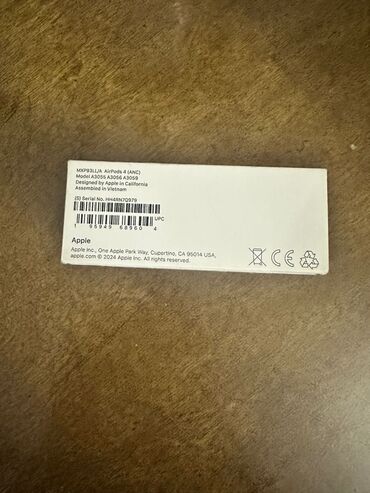 MXP93LL/A AirPods 4 (ANC)
Model A3055 A3056 A3059
Designed by Apple in California
Assembled in Vietnam
(S) Serial No. HH4RN7Q979
UPC
1 95949 68960 4
Apple
Apple Inc., One Apple Park Way, Cupertino, CA 95014 USA.
apple.com © 2024 Apple Inc. All rights reserved.
CE